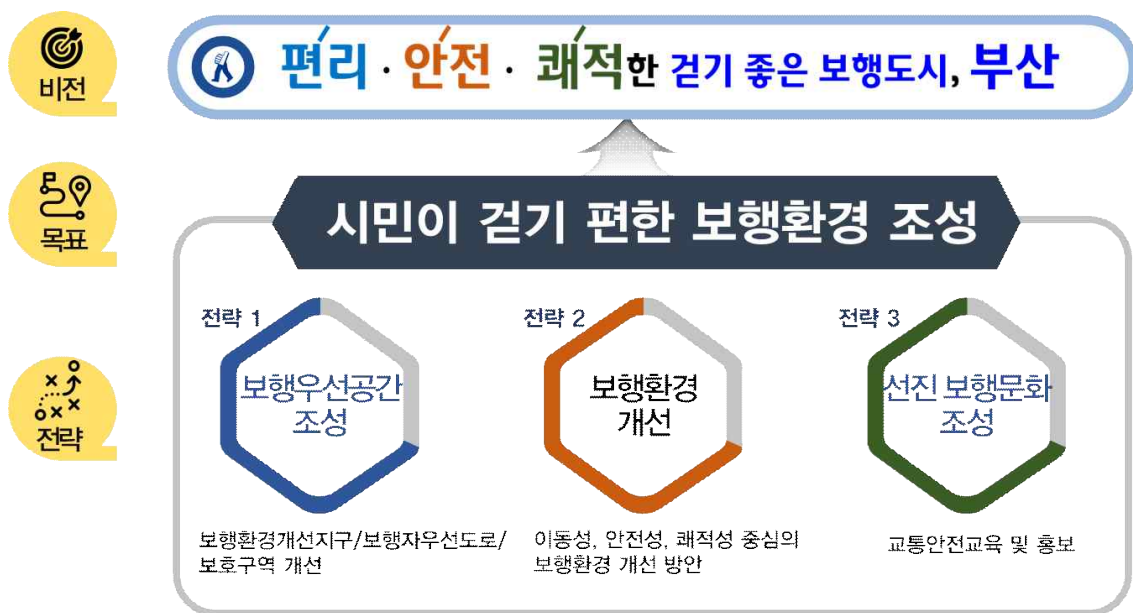 비전
편리 · 안전 · 쾌적한 걷기 좋은 보행도시, 부산
목표
시민이 걷기 편한 보행환경 조성
전략
전략 1
보행우선공간
조성
보행환경개선지구/보행자우선도로/
보호구역 개선
전략 2
보행환경
개선
이동성, 안전성, 쾌적성 중심의
보행환경 개선 방안
전략 3
선진 보행문화
조성
교통안전교육 및 홍보